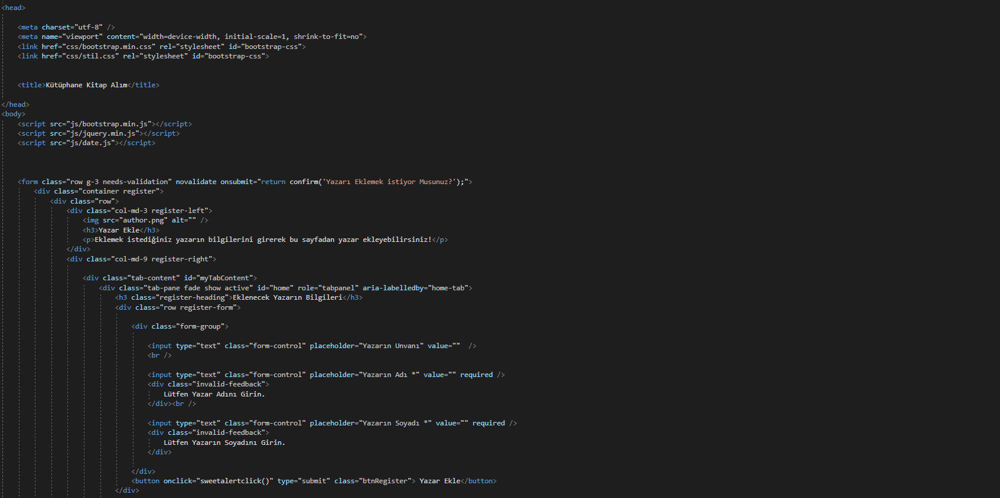 <head>
<meta charset="utf-8" />
<meta name="viewport" content="width=device-width, initial-scale=1, shrink-to-fit=no">
<link href="css/bootstrap.min.css" rel="stylesheet" id="bootstrap-css">
<link href="css/stil.css" rel="stylesheet" id="bootstrap-css">
<title>Kütüphane Kitap Alım</title>
</head>
<body>
<script src="js/bootstrap.min.js"></script>
<script src="js/jquery.min.js"></script>
<script src="js/date.js"></script>
<form class="row g-3 needs-validation" novalidate onsubmit="return confirm('Yazarı Eklemek istiyor Musunuz?');">
<div class="container register">
<div class="row">
<div class="col-md-3 register-left">
<img src="author.png" alt="" />
<h3>Yazar Ekle</h3>
<p>Eklemek istediğiniz yazarın bilgilerini girerek bu sayfadan yazar ekleyebilirsiniz!</p>
</div>
<div class="col-md-9 register-right">
<div class="tab-content" id="myTabContent">
<div class="tab-pane fade show active" id="home" role="tabpanel" aria-labelledby="home-tab">
<h3 class="register-heading">Eklenecek Yazarın Bilgileri</h3>
<div class="row register-form">
<div class="form-group">
<input type="text" class="form-control" placeholder="Yazarın Unvanı" value=""  />
<br />
<input type="text" class="form-control" placeholder="Yazarın Adı *" value="" required />
<div class="invalid-feedback">
Lütfen Yazar Adını Girin.
</div><br />
<input type="text" class="form-control" placeholder="Yazarın Soyadı *" value="" required />
<div class="invalid-feedback">
Lütfen Yazarın Soyadını Girin.
</div>
</div>
<button onclick="sweetalertclick()" type="submit" class="btnRegister"> Yazar Ekle</button>
</div>